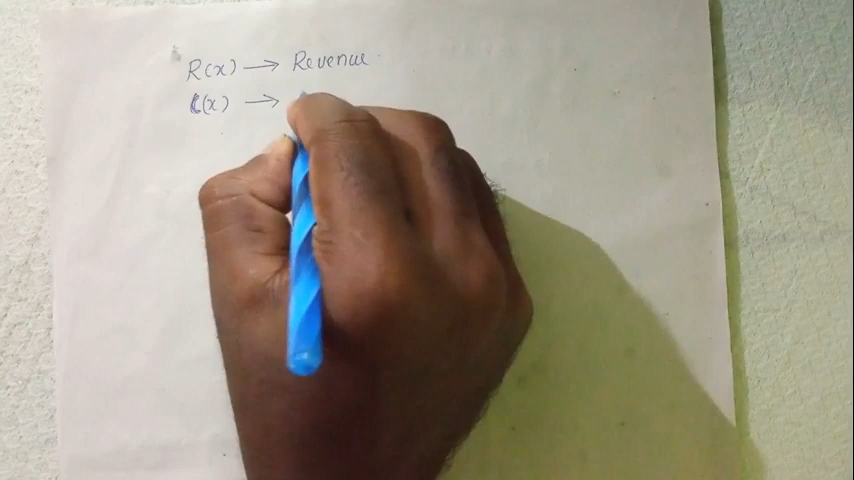 R(x) → Revenue
C(x) →